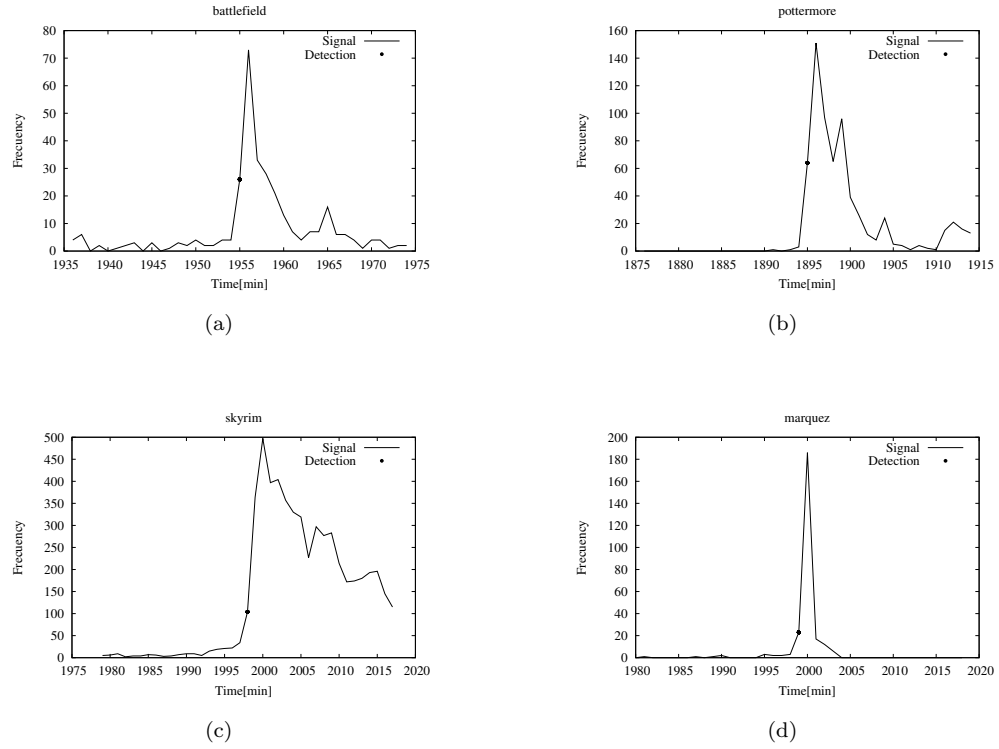 battlefield
Signal
Detection
80
70
60
50
40
30
20
10
0
Frecuency
1935 1940 1945 1950 1955 1960 1965 1970 1975
Time[min]
(a)
pottermore
Signal
Detection
160
140
120
100
80
60
40
20
0
Frecuency
1875 1880 1885 1890 1895 1900 1905 1910 1915
Time[min]
(b)
skyrim
Signal
Detection
500
450
400
350
300
250
200
150
100
50
0
Frecuency
1975 1980 1985 1990 1995 2000 2005 2010 2015 2020
Time[min]
(c)
marquez
Signal
Detection
200
180
160
140
120
100
80
60
40
20
0
Frecuency
1980 1985 1990 1995 2000 2005 2010 2015 2020
Time[min]
(d)